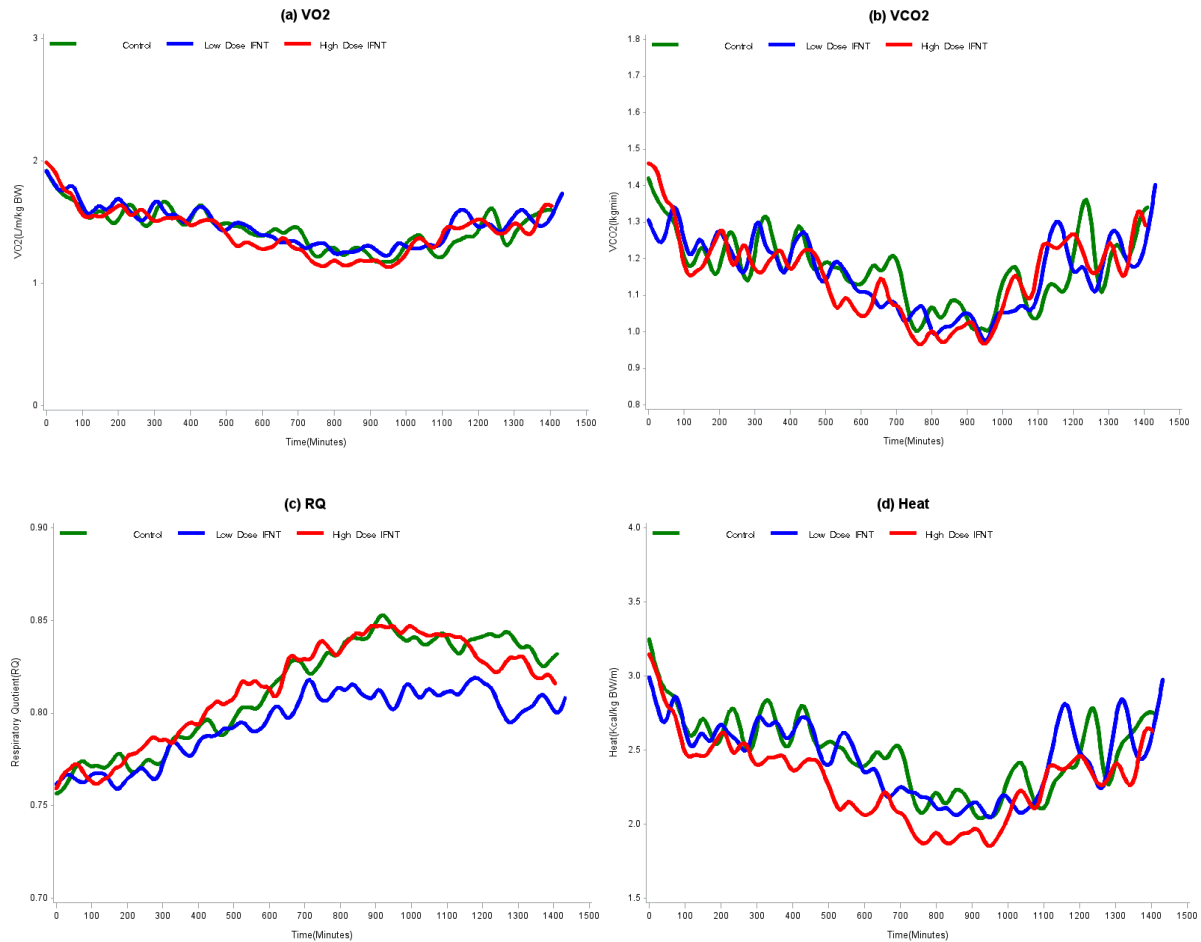 (a) VO2
Control Low Dose IFNT High Dose IFNT
VO2(L/m/kg BW)
3
2
1
0
0 100 200 300 400 500 600 700 800 900 1000 1100 1200 1300 1400 1500
Time(Minutes)
(b) VCO2
Control Low Dose IFNT High Dose IFNT
VCO2(lkgmin)
1.8
1.7
1.6
1.5
1.4
1.3
1.2
1.1
1.0
0.9
0.8
0 100 200 300 400 500 600 700 800 900 1000 1100 1200 1300 1400 1500
Time(Minutes)
(c) RQ
Control Low Dose IFNT High Dose IFNT
Respiratory Quotient(RQ)
0.90
0.85
0.80
0.75
0.70
0 100 200 300 400 500 600 700 800 900 1000 1100 1200 1300 1400 1500
Time(Minutes)
(d) Heat
Control Low Dose IFNT High Dose IFNT
Heat(Kcal/kg BW/m)
4.0
3.5
3.0
2.5
2.0
1.5
0 100 200 300 400 500 600 700 800 900 1000 1100 1200 1300 1400 1500
Time(Minutes)